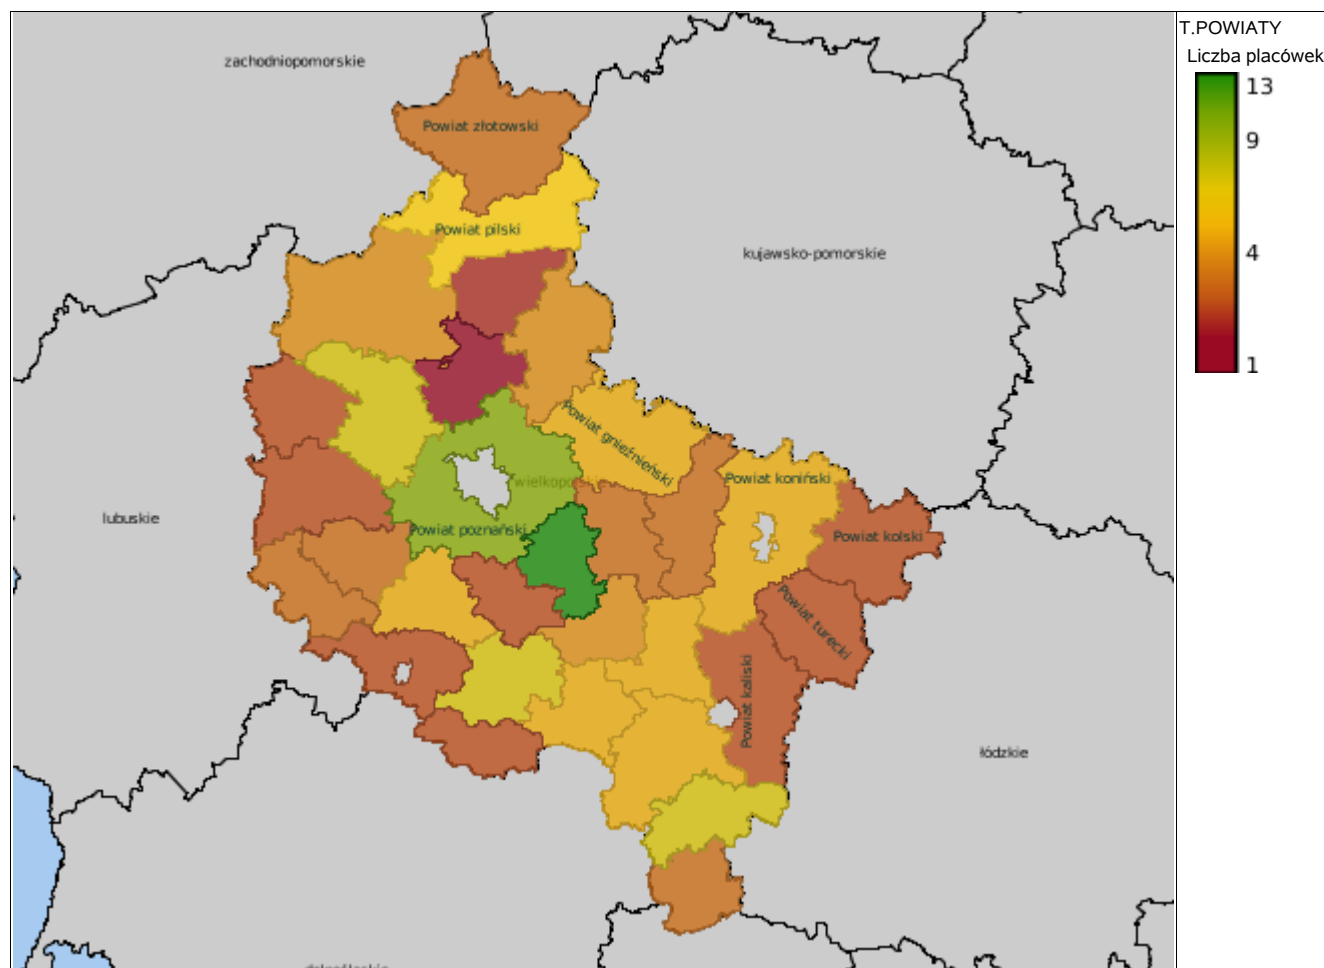 T.POWIATY
Liczba placówek
13
9
4
1
zachodniopomorskie
Powiat złotowski
Powiat pilski
kujawsko-pomorskie
Powiat gnieźnieński
Powiat koniński
wielkopolskie
lubuskie
Powiat poznański
Powiat kolski
Powiat turecki
Powiat kaliski
łódzkie